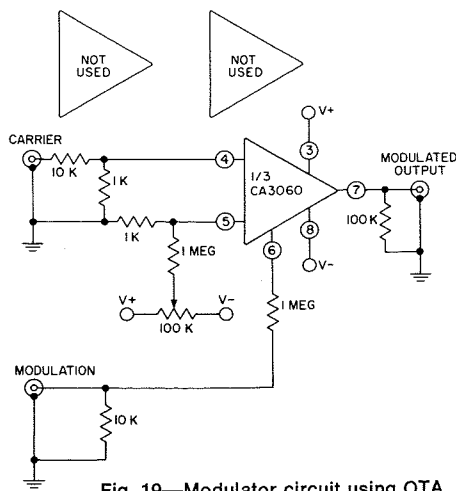 NOT
USED
NOT
USED
V+
CARRIER
3
MODULATED
OUTPUT
10 K
4
1/3
CA3060
7
1 K
1 K
5
6
8
100 K
V-
1 MEG
1 MEG
V+
V-
100 K
MODULATION
10 K
Fig. 19—Modulator circuit using OTA